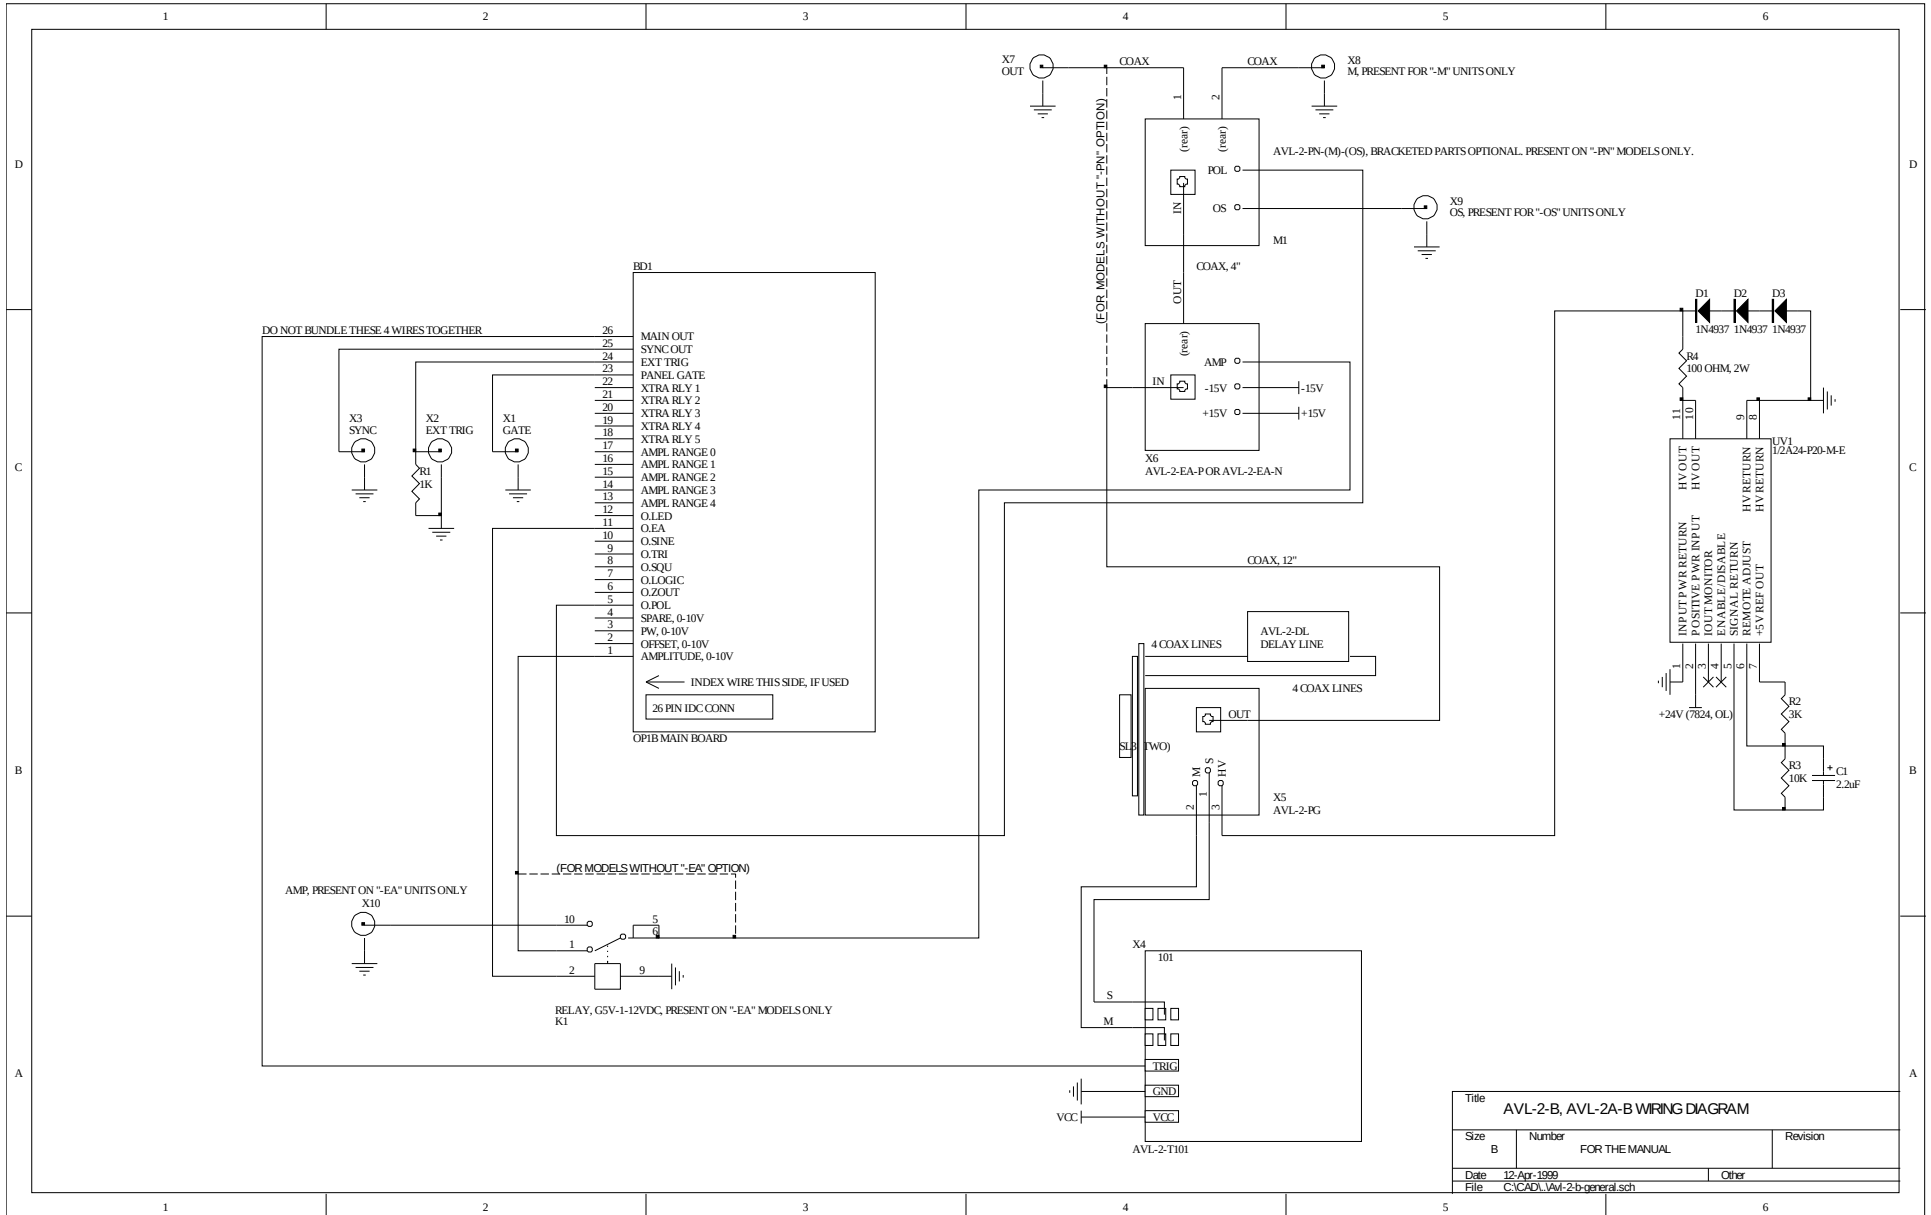 1 2 3 4 5 6
D
C
B
A
D
C
B
A
X7
OUT
COAX
COAX
X8
M, PRESENT FOR "-M" UNITS ONLY
1
2
(rear)
(rear)
AVL-2-PN-(M)-(OS), BRACKETED PARTS OPTIONAL. PRESENT ON "-PN" MODELS ONLY.
POL
OS
IN
M1
X9
OS, PRESENT FOR "-OS" UNITS ONLY
(FOR MODELS WITHOUT "-PN" OPTION)
COAX, 4"
OUT
(rear)
AMP
IN
-15V
-15V
+15V
+15V
X6
AVL-2-EA-P OR AVL-2-EA-N
BD1
DO NOT BUNDLE THESE 4 WIRES TOGETHER
26 MAIN OUT
25 SYNC OUT
24 EXT TRIG
23 PANEL GATE
22 XTRA RLY 1
21 XTRA RLY 2
20 XTRA RLY 3
19 XTRA RLY 4
18 XTRA RLY 5
17 AMPL RANGE 0
16 AMPL RANGE 1
15 AMPL RANGE 2
14 AMPL RANGE 3
13 AMPL RANGE 4
12 O.LED
11 O.EA
10 O.SINE
9 O.TRI
8 O.SQU
7 O.LOGIC
6 O.ZOUT
5 O.POL
4 SPARE, 0-10V
3 PW, 0-10V
2 OFFSET, 0-10V
1 AMPLITUDE, 0-10V
INDEX WIRE THIS SIDE, IF USED
26 PIN IDC CONN
OP1B MAIN BOARD
X3
SYNC
X2
EXT TRIG
X1
GATE
R1
1K
D1 D2 D3
1N4937 1N4937 1N4937
R4
100 OHM, 2W
11 10 9 8
UV1
1/2A24-P20-M-E
HV OUT
HV OUT
HV RETURN
HV RETURN
INPUT PWR RETURN
POSITIVE PWR INPUT
IOUT MONITOR
ENABLE/DISABLE
SIGNAL RETURN
REMOTE ADJUST
+5V REF OUT
1 2 3 4 5 6 7
+24V (7824, OL)
R2
3K
R3
10K
+ C1
2.2uF
COAX, 12"
AVL-2-DL
DELAY LINE
4 COAX LINES
4 COAX LINES
OUT
TWO)
M
S
HV
2 1 3
X5
AVL-2-PG
(FOR MODELS WITHOUT "-EA" OPTION)
AMP, PRESENT ON "-EA" UNITS ONLY
X10
10
5
6
1
2
9
RELAY, G5V-1-12VDC, PRESENT ON "-EA" MODELS ONLY
K1
X4
101
S
M
TRIG
GND
VCC
VCC
AVL-2-T101
Title
AVL-2-B, AVL-2A-B WIRING DIAGRAM
Size
B
Number
FOR THE MANUAL
Revision
Date 12-Apr-1999
Other
File C:\CAD\..\Avl-2-b-general.sch
1 2 3 4 5 6